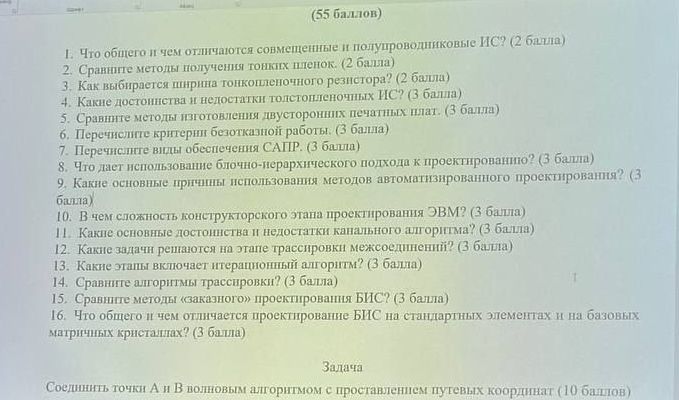 (55 баллов)
1. Что общего и чем отличаются совмещенные и полупроводниковые ИС? (2 балла)
2. Сравните методы получения тонких пленок. (2 балла)
3. Как выбирается ширина тонкопленочного резистора? (2 балла)
4. Какие достоинства и недостатки толстопленочных ИС? (3 балла)
5. Сравните методы изготовления двусторонних печатных плат. (3 балла)
6. Перечислите критерии безотказной работы. (3 балла)
7. Перечислите виды обеспечения САПР. (3 балла)
8. Что дает использование блочно-иерархического подхода к проектированию? (3 балла)
9. Какие основные причины использования методов автоматизированного проектирования? (3
балла)
10. В чем сложность конструкторского этапа проектирования ЭВМ? (3 балла)
11. Какие основные достоинства и недостатки канального алгоритма? (3 балла)
12. Какие задачи решаются на этапе трассировки межсоединений? (3 балла)
13. Какие этапы включает итерационный алгоритм? (3 балла)
14. Сравните алгоритмы трассировки? (3 балла)
15. Сравните методы «заказного» проектирования БИС? (3 балла)
16. Что общего и чем отличается проектирование БИС на стандартных элементах и на базовых
матричных кристаллах? (3 балла)
Задача
Соединить точки А и В волновым алгоритмом с проставлением путевых координат (10 баллов)